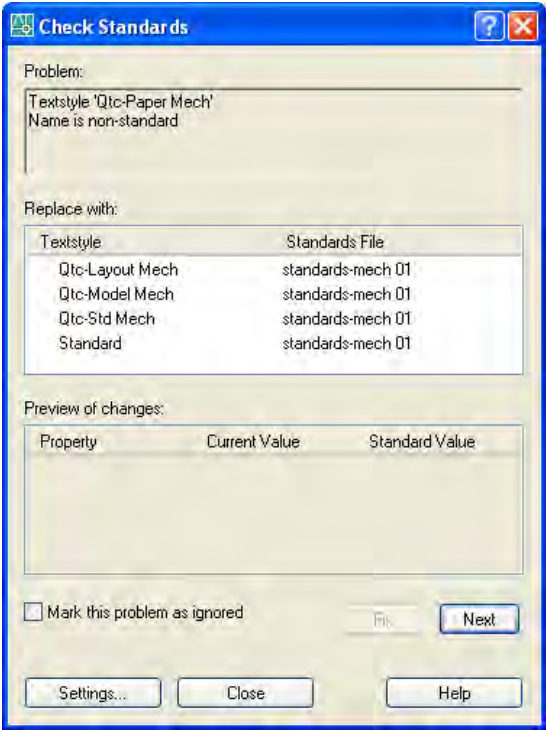 Check Standards
Problem:
Textstyle 'Qtc-Paper Mech'
Name is non-standard
Replace with:
Textstyle Standards File
Qtc-Layout Mech standards-mech 01
Qtc-Model Mech standards-mech 01
Qtc-Std Mech standards-mech 01
Standard standards-mech 01
Preview of changes:
Property Current Value Standard Value
Mark this problem as ignored
Fix Next
Settings... Close Help